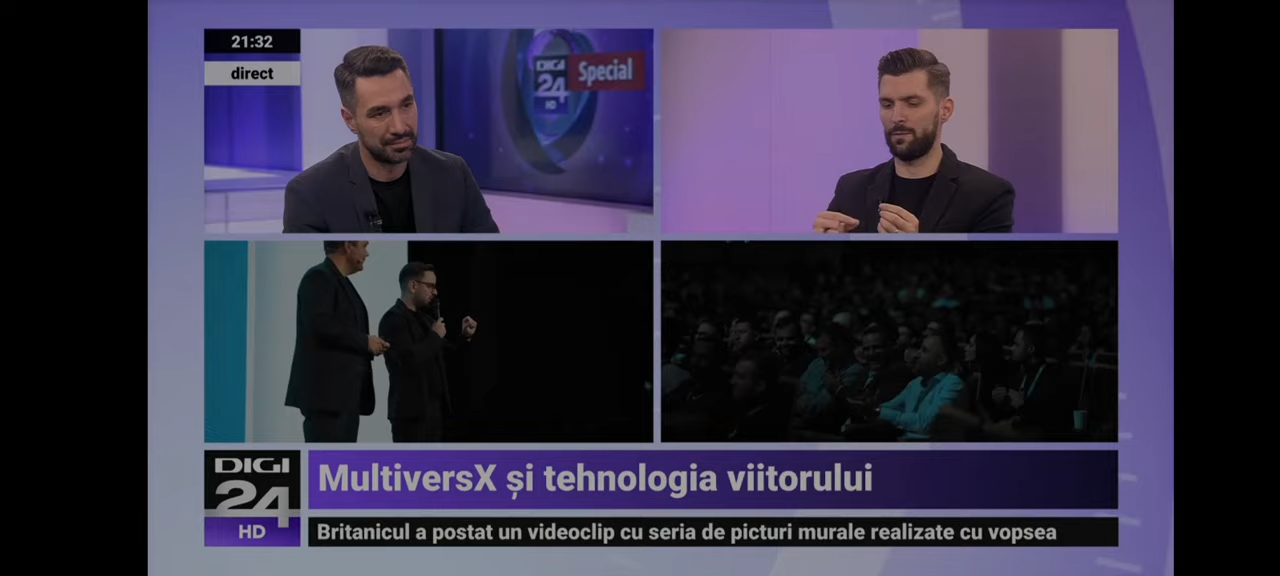 21:32
direct
DIGI
24
HD
Special
MultiversX și tehnologia viitorului
DIGI
24
HD
Britanicul a postat un videoclip cu seria de picturi murale realizate cu vopsea